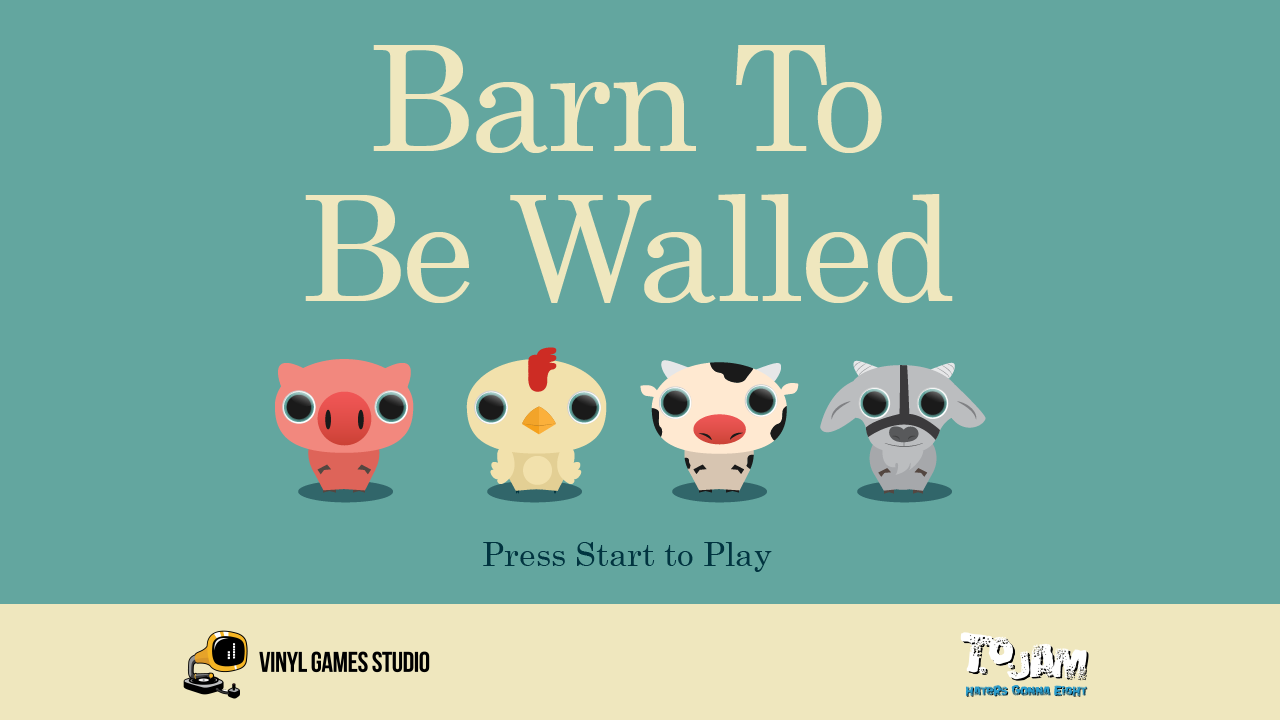 Barn To
Be Walled
Press Start to Play
VINYL GAMES STUDIO
TOJAM
HATERS GONNA EIGHT